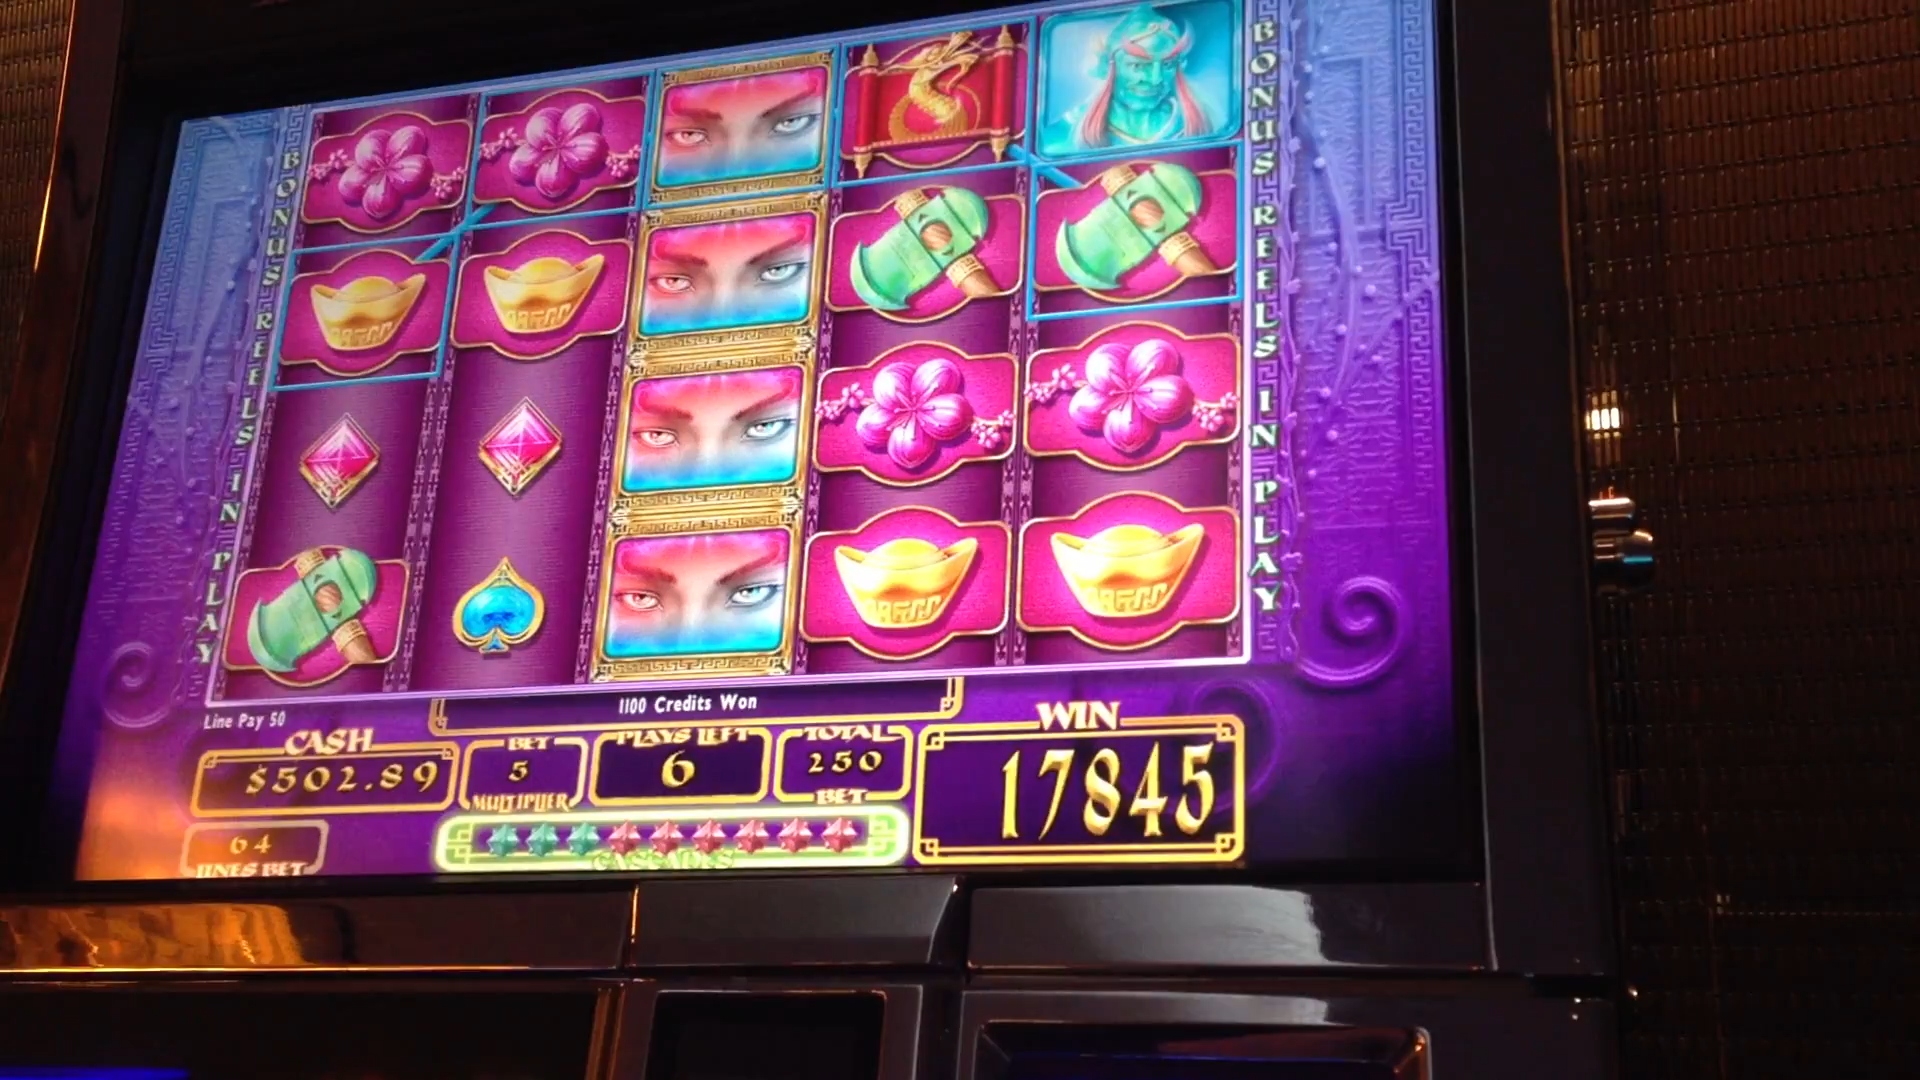 BONUS REELS IN PLAY
BONUS REELS IN PLAY
1100 Credits Won
Line Pay 50
CASH
$502.89
BET
5
MULTIPLIER
PLAYS LEFT
6
TOTAL
250
BET
WIN
17845
64
LINES BET